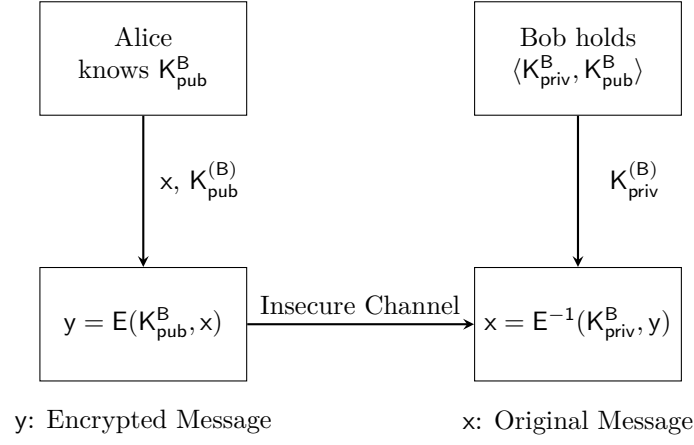 Alice
knows K^B_pub
Bob holds
⟨K^B_priv, K^B_pub⟩
x, K^(B)_pub
K^(B)_priv
y = E(K^B_pub, x)
Insecure Channel
x = E^−1(K^B_priv, y)
y: Encrypted Message
x: Original Message